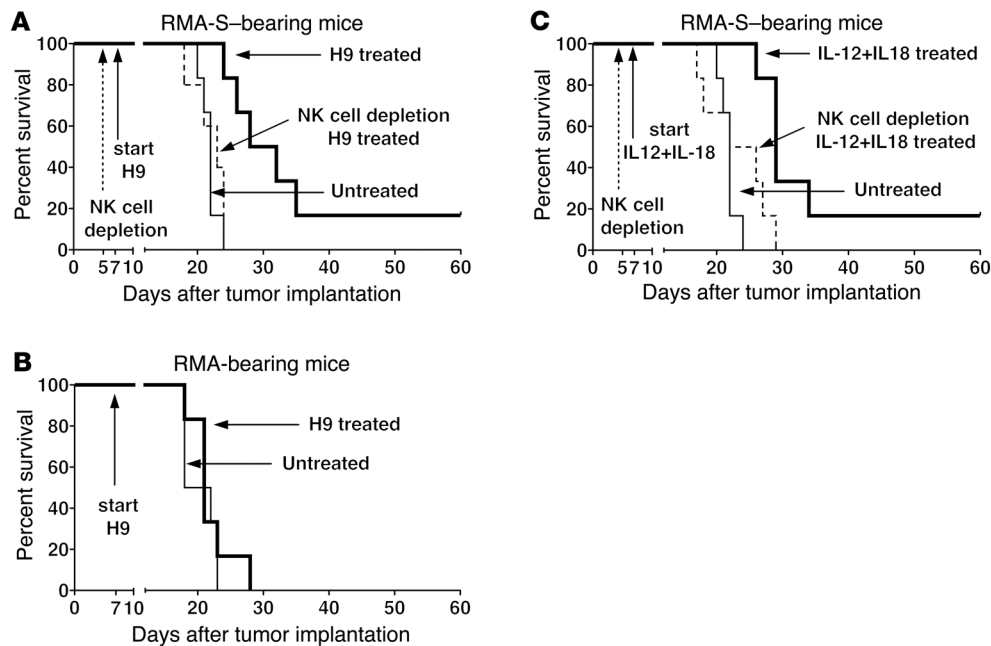 A
RMA-S–bearing mice
Percent survival
100
80
60
40
20
0
H9 treated
NK cell depletion
H9 treated
start
H9
Untreated
NK cell
depletion
0 5 7 10 20 30 40 50 60
Days after tumor implantation
C
RMA-S–bearing mice
Percent survival
100
80
60
40
20
0
IL-12+IL18 treated
NK cell depletion
IL-12+IL18 treated
start
IL12+IL-18
Untreated
NK cell
depletion
0 5 7 10 20 30 40 50 60
Days after tumor implantation
B
RMA-bearing mice
Percent survival
100
80
60
40
20
0
H9 treated
Untreated
start
H9
0 7 10 20 30 40 50 60
Days after tumor implantation